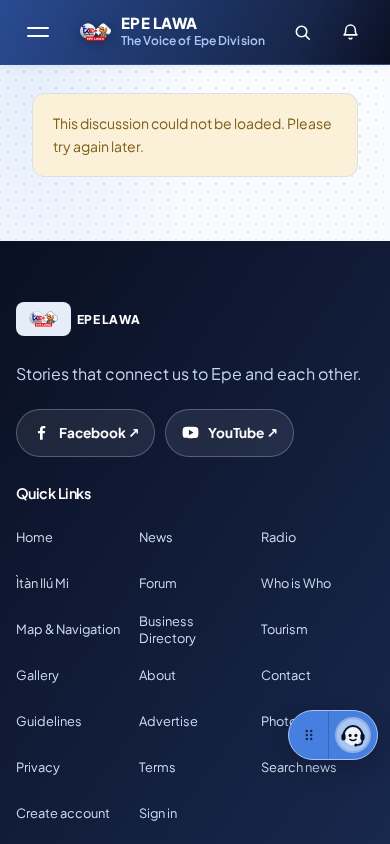 EPE LAWA
The Voice of Epe Division
This discussion could not be loaded. Please
try again later.
EPE LAWA
Stories that connect us to Epe and each other.
Facebook ↗
YouTube ↗
Quick Links
Home
News
Radio
Ìtàn Ilú Mi
Forum
Who is Who
Map & Navigation
Business
Directory
Tourism
Gallery
About
Contact
Guidelines
Advertise
Privacy
Terms
Search news
Create account
Sign in